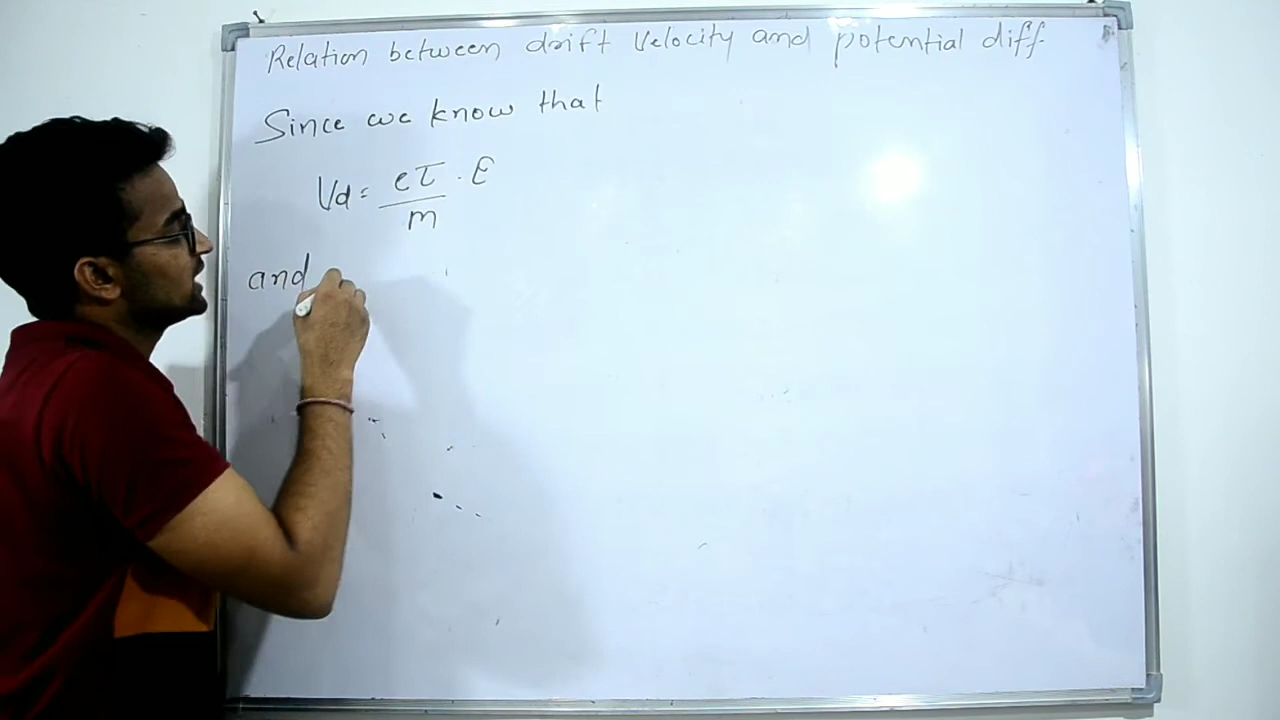 Relation between drift Velocity and potential diff.
Since we know that
Vd = eτ/m . E
and